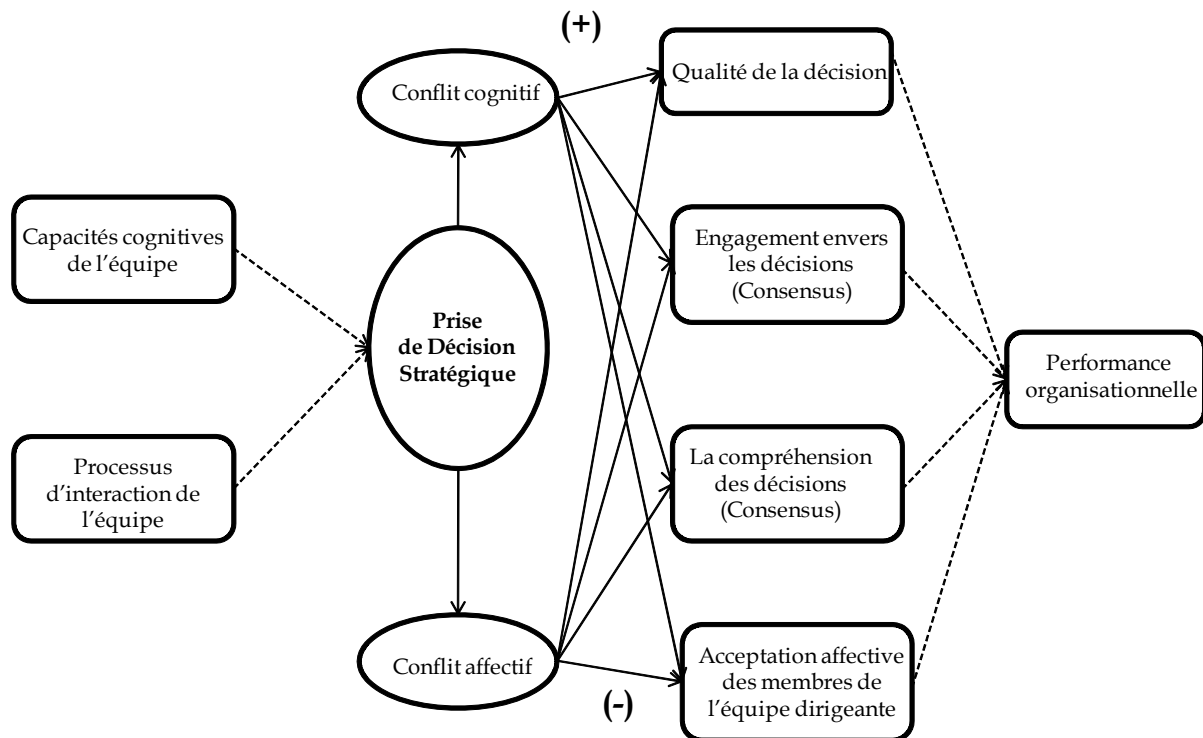 (+)
Conflit cognitif
Qualité de la décision
Capacités cognitives
de l'équipe
Engagement envers
les décisions
(Consensus)
Prise
de Décision
Stratégique
Performance
organisationnelle
Processus
d'interaction de
l'équipe
La compréhension
des décisions
(Consensus)
Conflit affectif
(-)
Acceptation affective
des membres de
l'équipe dirigeante